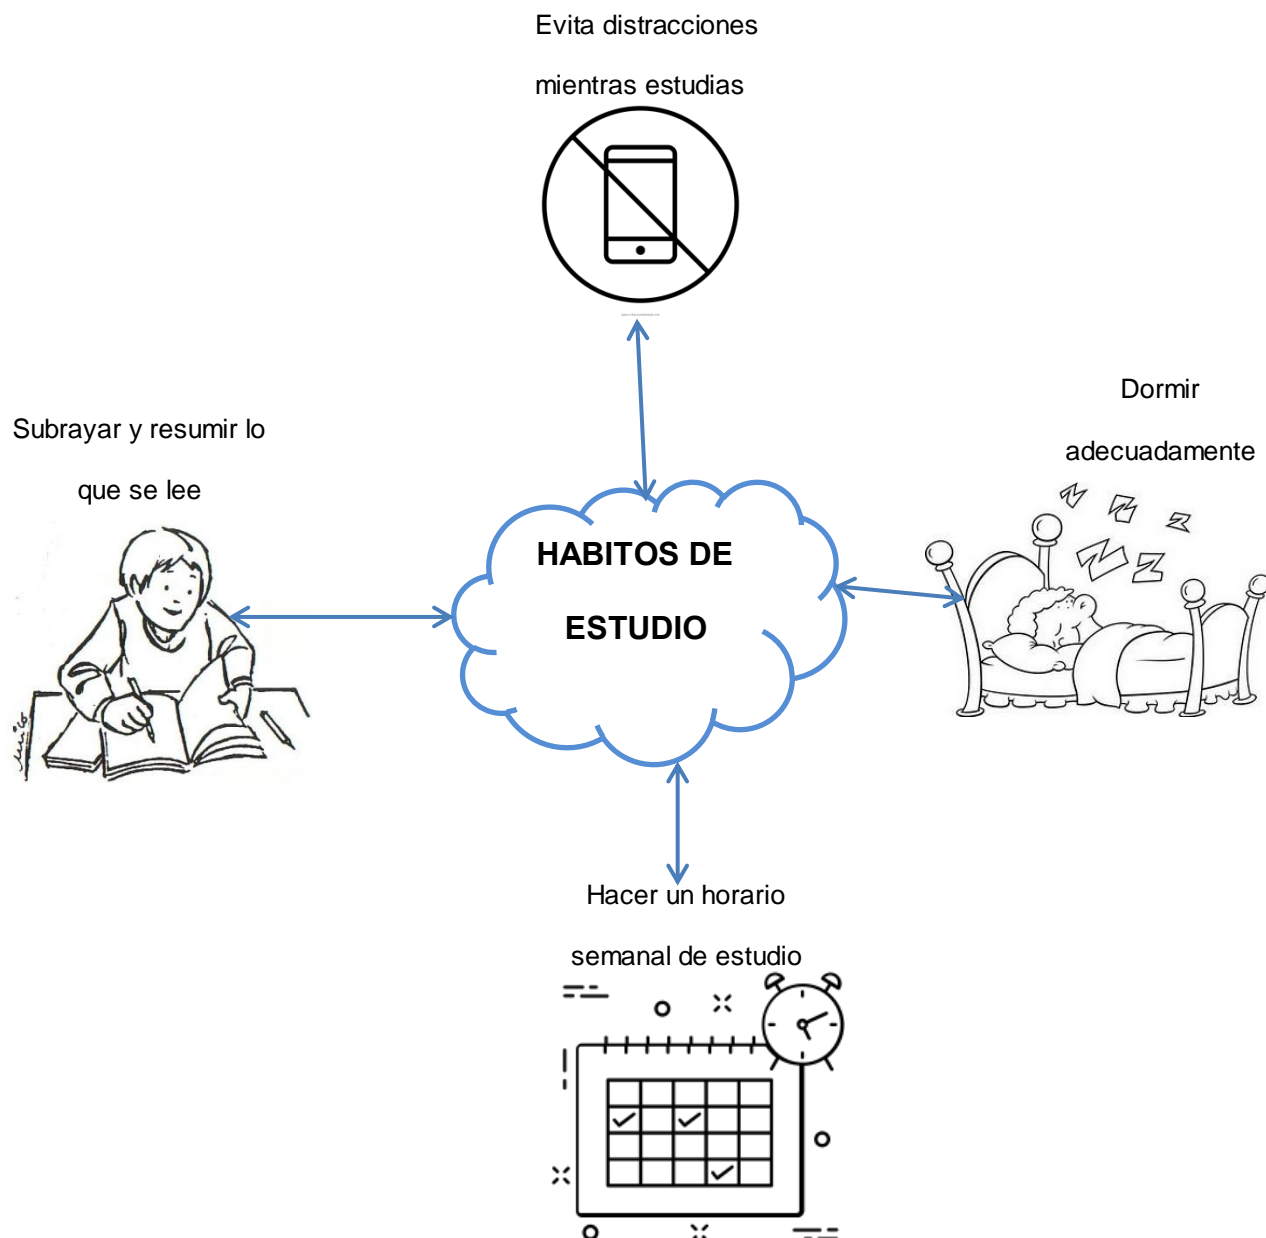 Evita distracciones
mientras estudias
Dormir
adecuadamente
Subrayar y resumir lo
que se lee
HABITOS DE
ESTUDIO
Hacer un horario
semanal de estudio